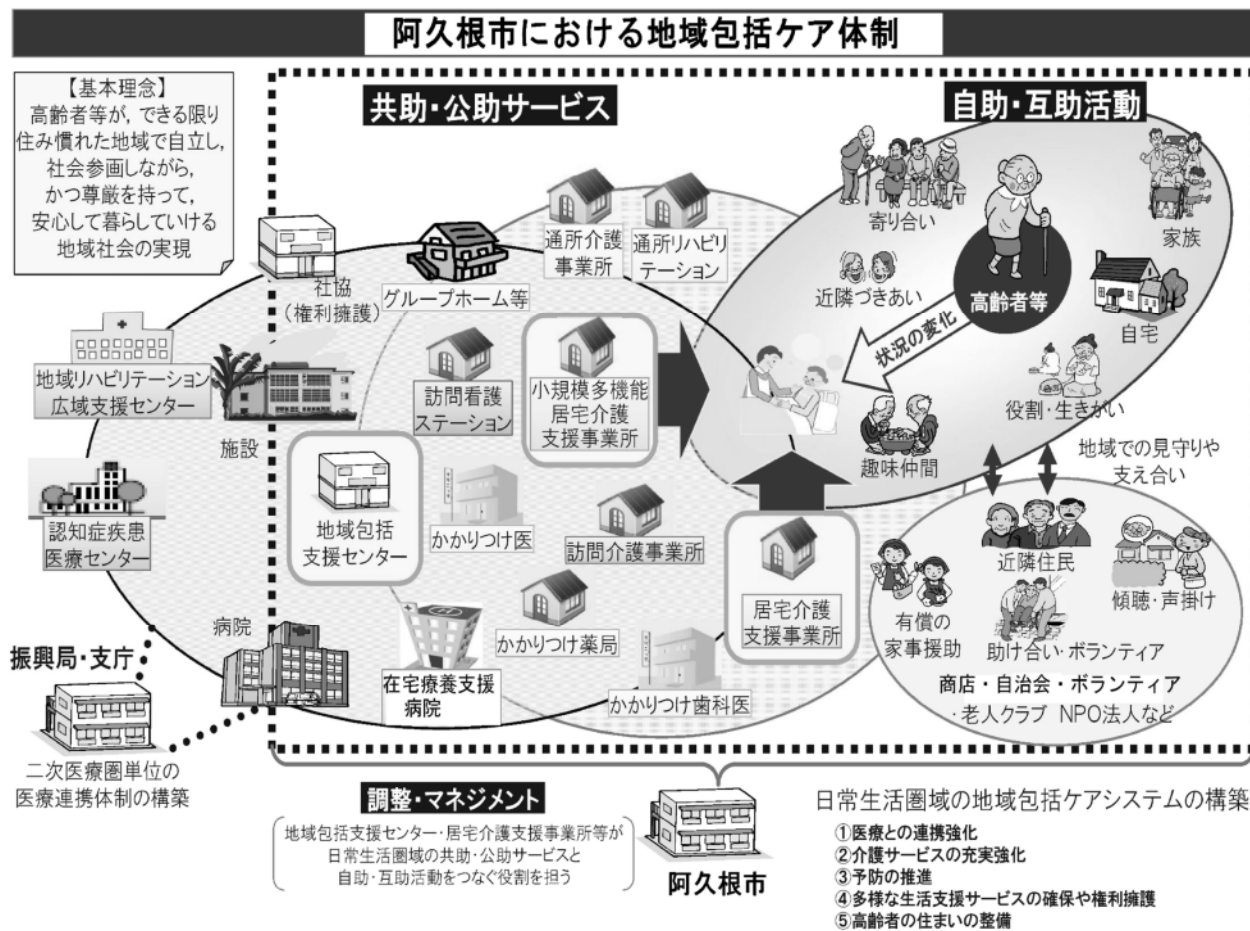 阿久根市における地域包括ケア体制
【基本理念】
高齢者等が，できる限り
住み慣れた地域で自立し，
社会参画しながら，
かつ尊厳を持って，
安心して暮らしていける
地域社会の実現
共助・公助サービス
自助・互助活動
寄り合い
家族
近隣づきあい
高齢者等
自宅
状況の変化
役割・生きがい
趣味仲間
通所介護
事業所
通所リハビリ
テーション
社協
（権利擁護）
グループホーム等
地域リハビリテーション
広域支援センター
施設
訪問看護
ステーション
小規模多機能
居宅介護
支援事業所
認知症疾患
医療センター
地域包括
支援センター
かかりつけ医
訪問介護事業所
居宅介護
支援事業所
病院
在宅療養支援
病院
かかりつけ薬局
かかりつけ歯科医
地域での見守りや
支え合い
近隣住民
傾聴・声掛け
有償の
家事援助
助け合い・ボランティア
商店・自治会・ボランティア
・老人クラブ NPO法人など
振興局・支庁
二次医療圏単位の
医療連携体制の構築
調整・マネジメント
地域包括支援センター・居宅介護支援事業所等が
日常生活圏域の共助・公助サービスと
自助・互助活動をつなぐ役割を担う
阿久根市
日常生活圏域の地域包括ケアシステムの構築
①医療との連携強化
②介護サービスの充実強化
③予防の推進
④多様な生活支援サービスの確保や権利擁護
⑤高齢者の住まいの整備